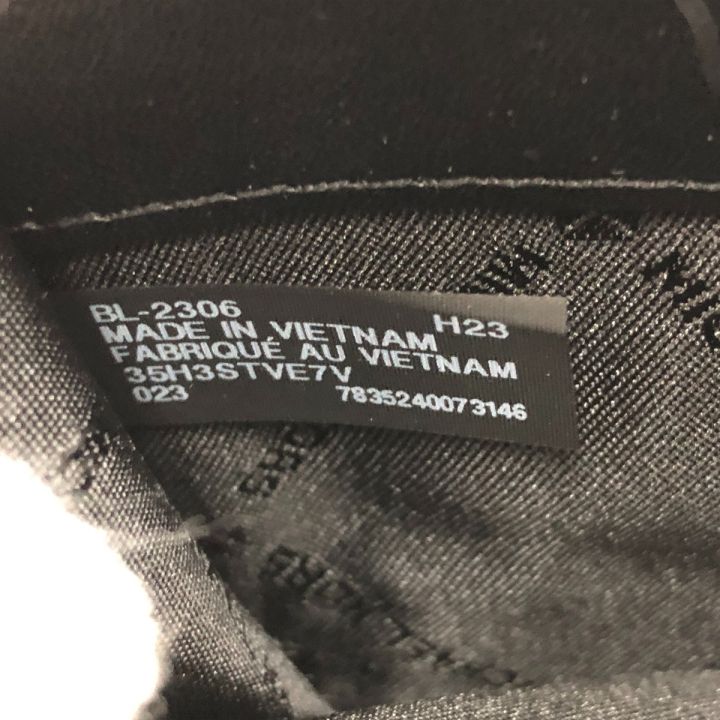 BL-2306 H23
MADE IN VIETNAM
FABRIQUÉ AU VIETNAM
35H3STVE7V
023 7835240073146